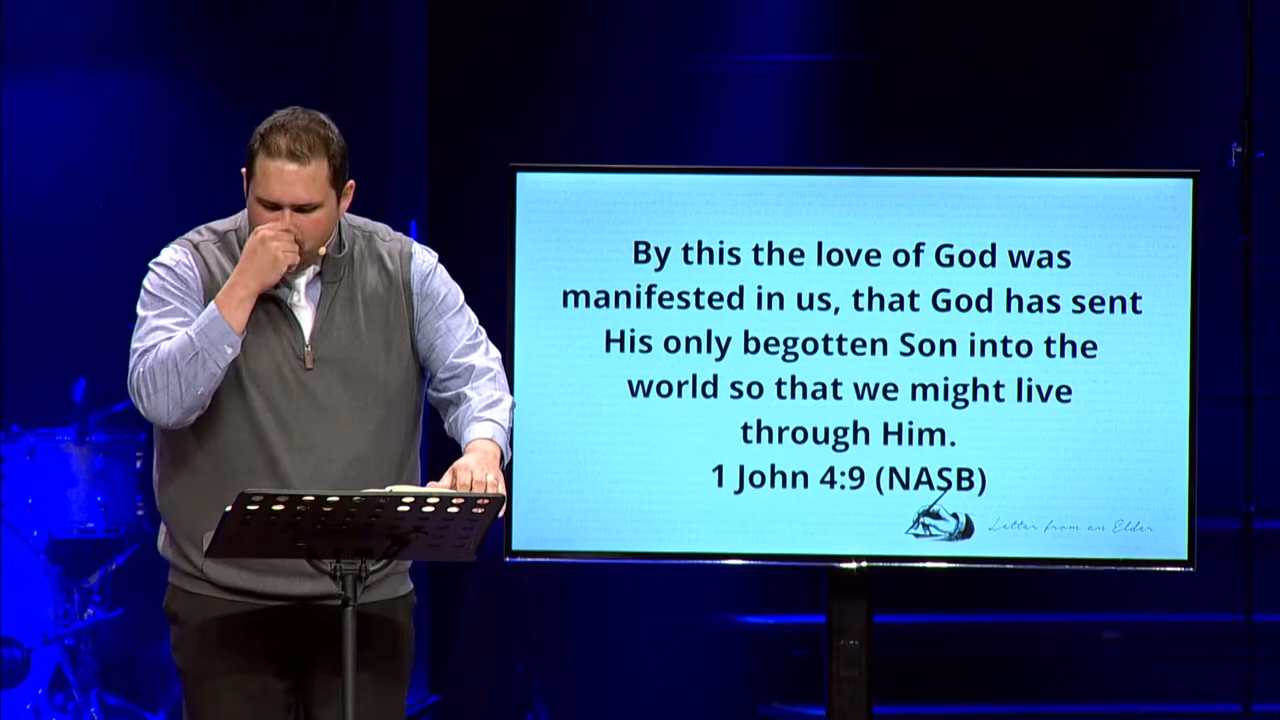 By this the love of God was
manifested in us, that God has sent
His only begotten Son into the
world so that we might live
through Him.
1 John 4:9 (NASB)
Letter from an Elder